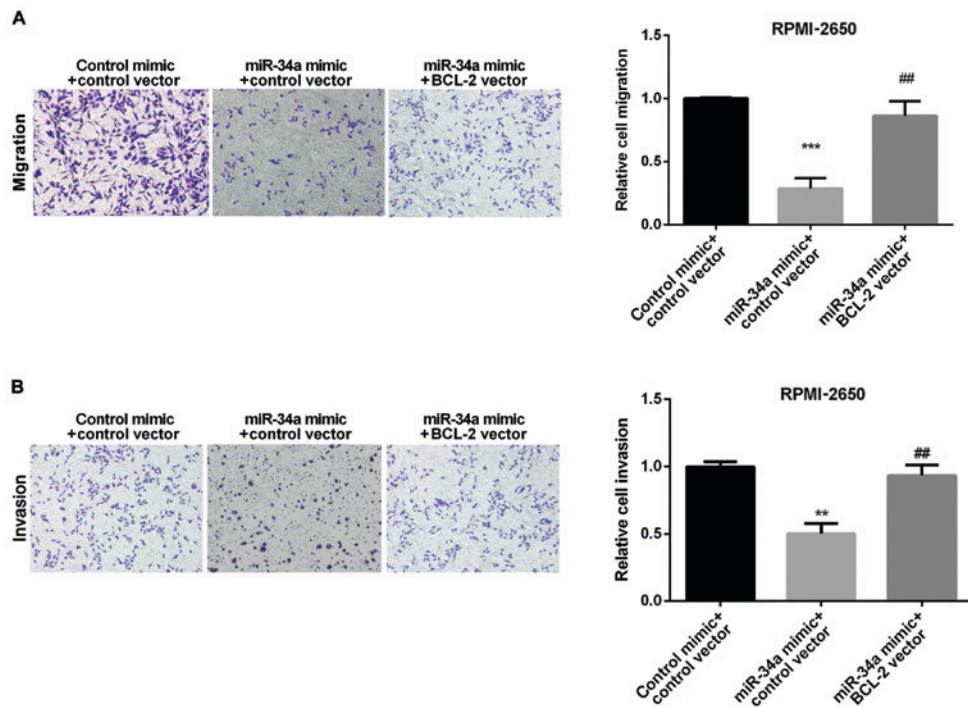 A
Control mimic
+control vector
miR-34a mimic
+control vector
miR-34a mimic
+BCL-2 vector
Migration
RPMI-2650
Relative cell migration
1.5
1.0
0.5
0.0
***
##
Control mimic+
control vector
miR-34a mimic+
control vector
miR-34a mimic+
BCL-2 vector
B
Control mimic
+control vector
miR-34a mimic
+control vector
miR-34a mimic
+BCL-2 vector
Invasion
RPMI-2650
Relative cell invasion
1.5
1.0
0.5
0.0
**
##
Control mimic+
control vector
miR-34a mimic+
control vector
miR-34a mimic+
BCL-2 vector